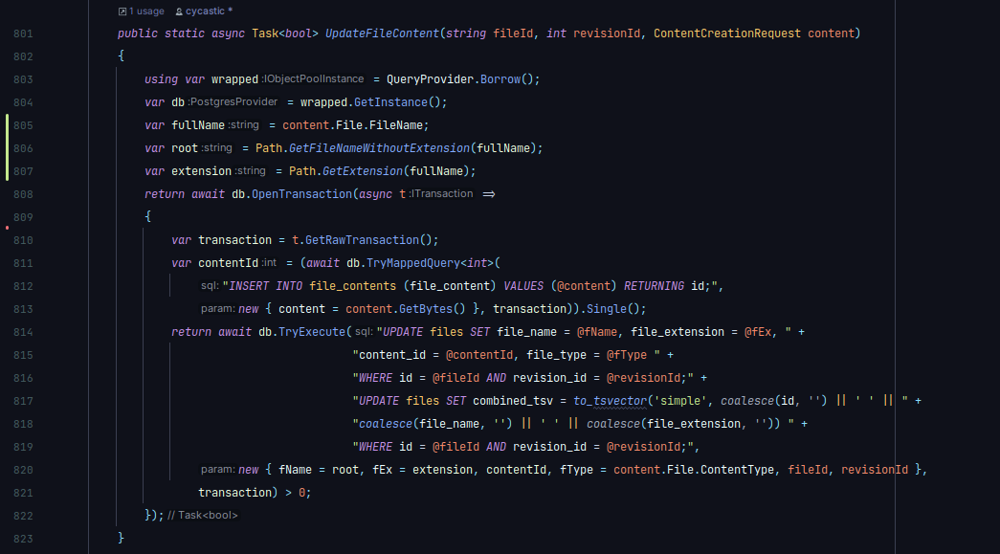 1 usage cycastic *
801 public static async Task<bool> UpdateFileContent(string fileId, int revisionId, ContentCreationRequest content)
802 {
803 using var wrapped :IObjectPoolInstance = QueryProvider.Borrow();
804 var db :PostgresProvider = wrapped.GetInstance();
805 var fullName :string = content.File.FileName;
806 var root :string = Path.GetFileNameWithoutExtension(fullName);
807 var extension :string = Path.GetExtension(fullName);
808 return await db.OpenTransaction(async t :ITransaction =>
809 {
810 var transaction = t.GetRawTransaction();
811 var contentId :int = (await db.TryMappedQuery<int>(
812 sql: "INSERT INTO file_contents (file_content) VALUES (@content) RETURNING id;",
813 param: new { content = content.GetBytes() }, transaction)).Single();
814 return await db.TryExecute( sql: "UPDATE files SET file_name = @fName, file_extension = @fEx, " +
815 "content_id = @contentId, file_type = @fType " +
816 "WHERE id = @fileId AND revision_id = @revisionId;" +
817 "UPDATE files SET combined_tsv = to_tsvector('simple', coalesce(id, '') || ' ' || " +
818 "coalesce(file_name, '') || ' ' || coalesce(file_extension, '')) " +
819 "WHERE id = @fileId AND revision_id = @revisionId;",
820 param: new { fName = root, fEx = extension, contentId, fType = content.File.ContentType, fileId, revisionId },
821 transaction) > 0;
822 }); // Task<bool>
823 }